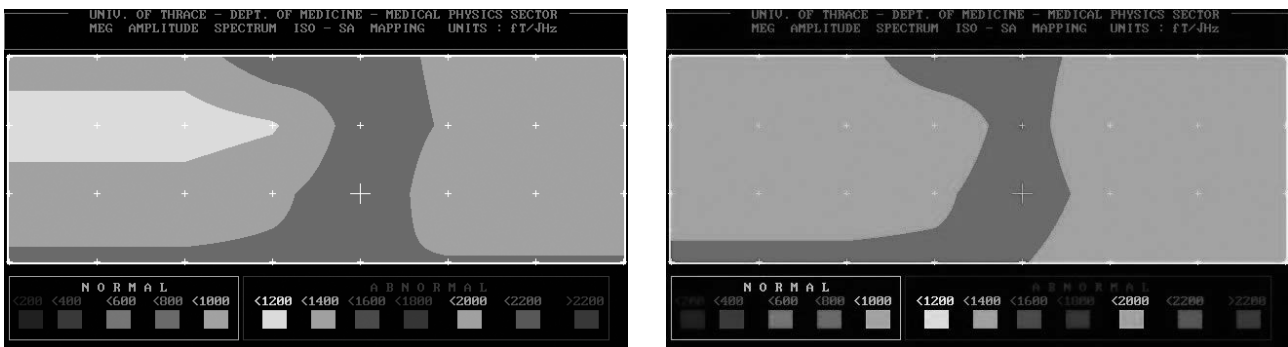 UNIV. OF THRACE - DEPT. OF MEDICINE - MEDICAL PHYSICS SECTOR
MEG AMPLITUDE SPECTRUM ISO - SA MAPPING UNITS : fT/√Hz
NORMAL
ABNORMAL
<200 <400 <600 <800 <1000 <1200 <1400 <1600 <1800 <2000 <2200 >2200
UNIV. OF THRACE - DEPT. OF MEDICINE - MEDICAL PHYSICS SECTOR
MEG AMPLITUDE SPECTRUM ISO - SA MAPPING UNITS : fT/√Hz
NORMAL
ABNORMAL
<200 <400 <600 <800 <1000 <1200 <1400 <1600 <1800 <2000 <2200 >2200